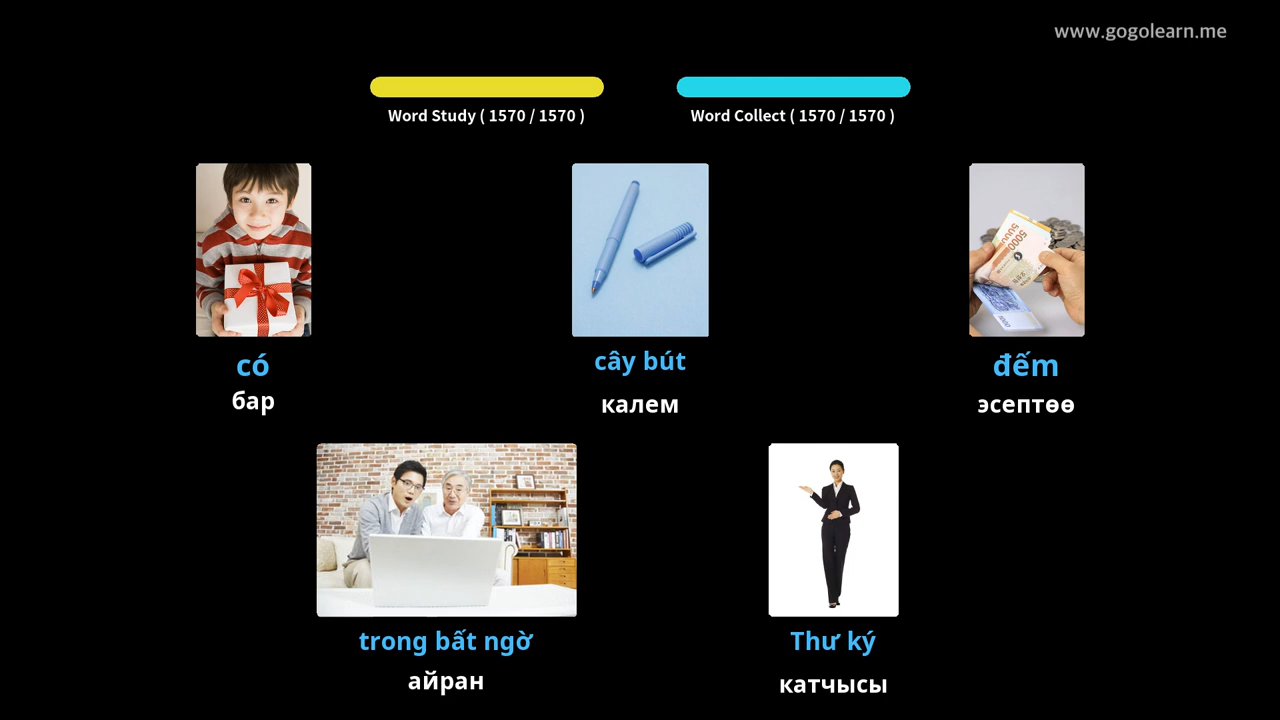 www.gogolearn.me
Word Study ( 1570 / 1570 )
Word Collect ( 1570 / 1570 )
có
бар
cây bút
калем
đếm
эсептөө
trong bất ngờ
айран
Thư ký
катчысы